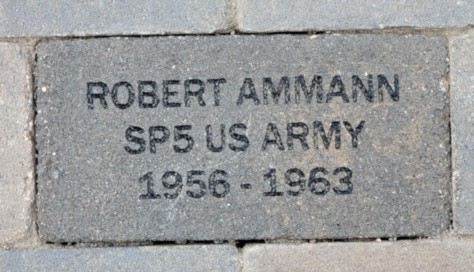 ROBERT AMMANN
SP5 US ARMY
1956 - 1963